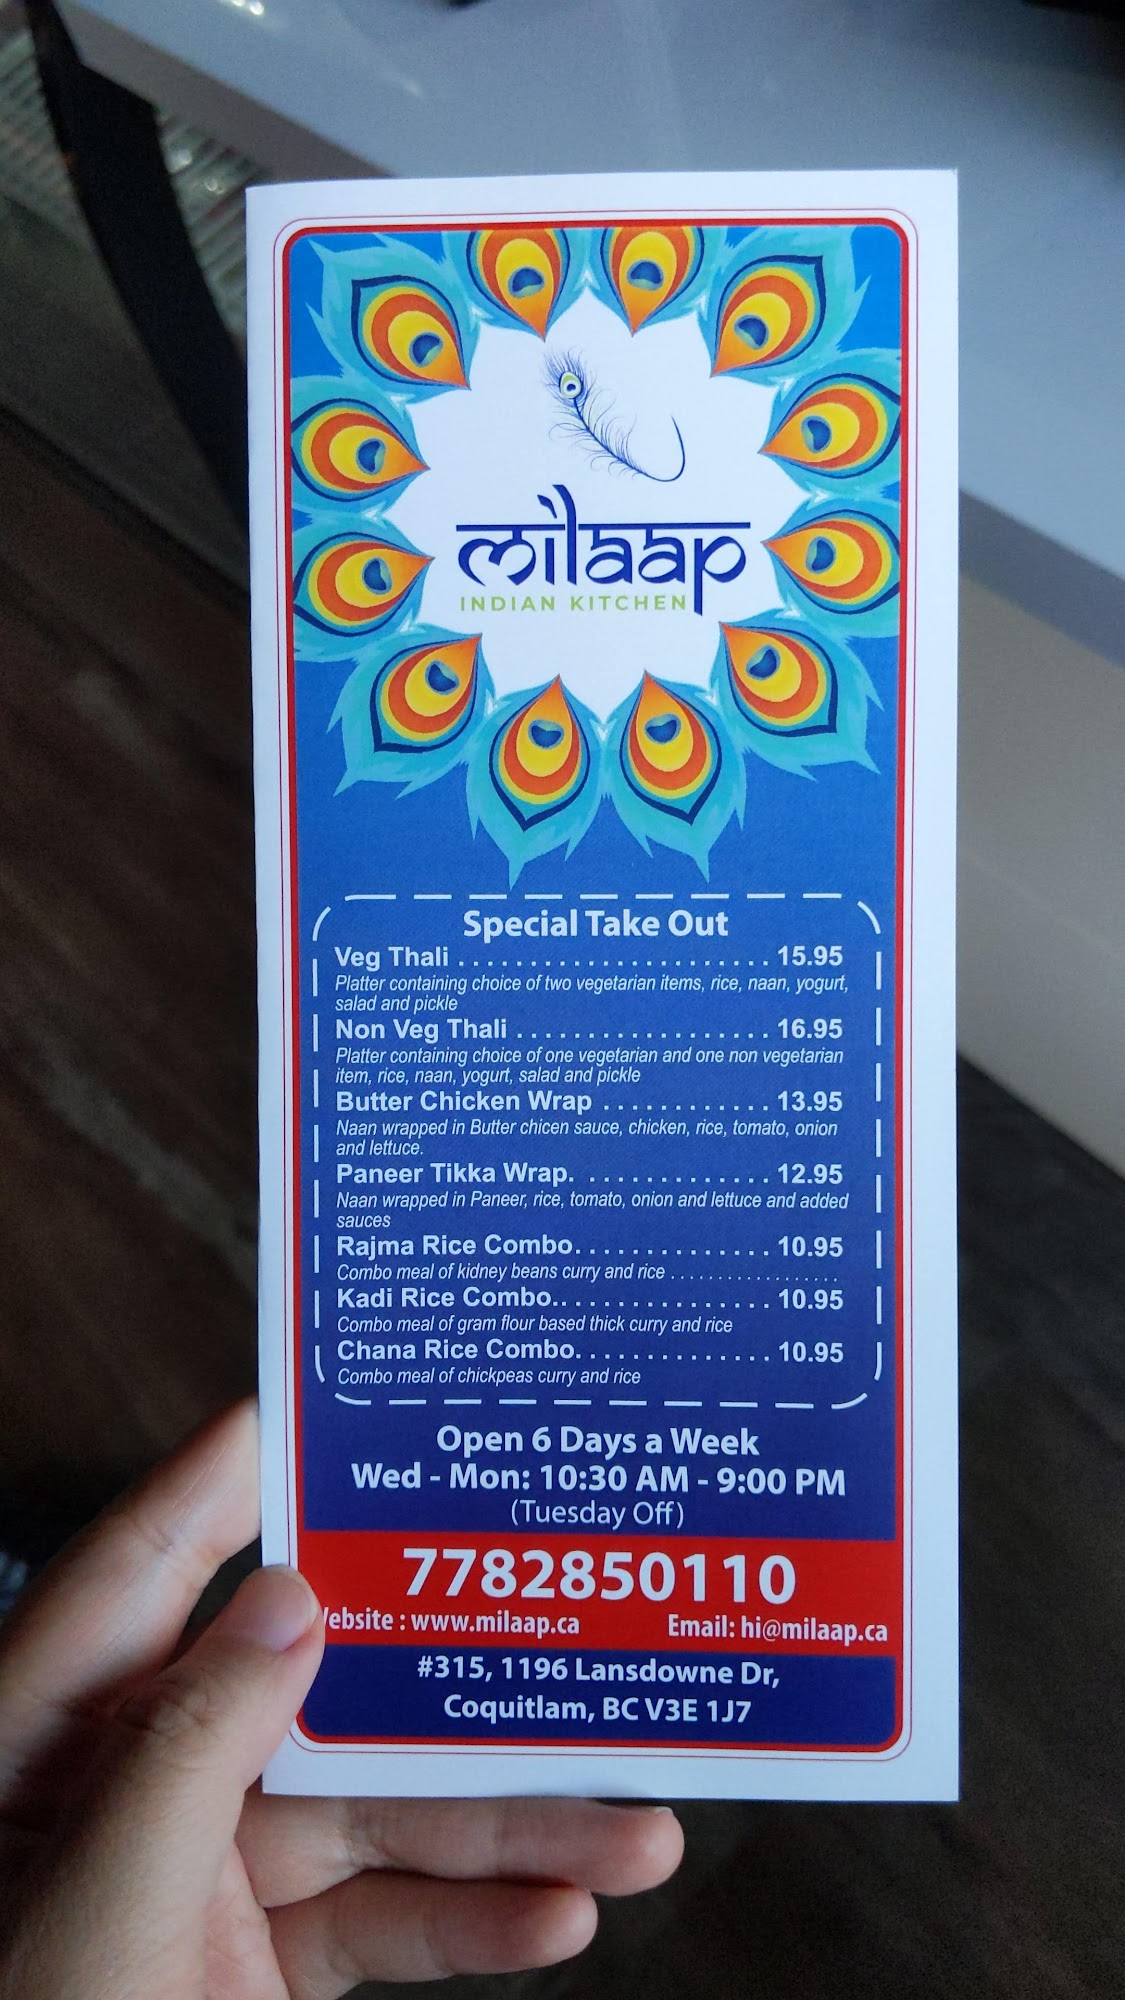 milaap
INDIAN KITCHEN
Special Take Out
Veg Thali ...................... 15.95
Platter containing choice of two vegetarian items, rice, naan, yogurt,
salad and pickle
Non Veg Thali .................. 16.95
Platter containing choice of one vegetarian and one non vegetarian
item, rice, naan, yogurt, salad and pickle
Butter Chicken Wrap ............ 13.95
Naan wrapped in Butter chicen sauce, chicken, rice, tomato, onion
and lettuce.
Paneer Tikka Wrap. ............. 12.95
Naan wrapped in Paneer, rice, tomato, onion and lettuce and added
sauces
Rajma Rice Combo.............. 10.95
Combo meal of kidney beans curry and rice ...................
Kadi Rice Combo................. 10.95
Combo meal of gram flour based thick curry and rice
Chana Rice Combo.............. 10.95
Combo meal of chickpeas curry and rice
Open 6 Days a Week
Wed - Mon: 10:30 AM - 9:00 PM
(Tuesday Off)
7782850110
ebsite : www.milaap.ca Email: hi@milaap.ca
#315, 1196 Lansdowne Dr,
Coquitlam, BC V3E 1J7